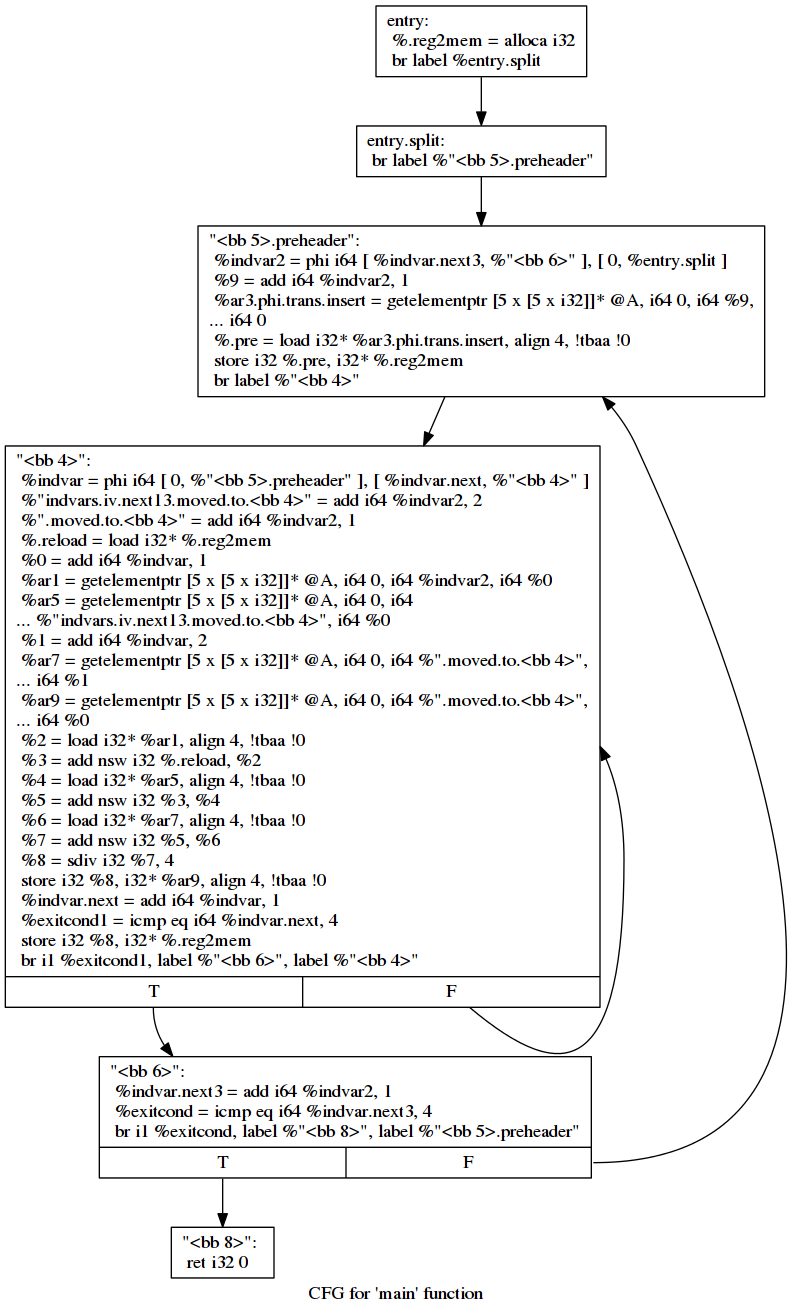 entry:
%.reg2mem = alloca i32
br label %entry.split
entry.split:
br label %"<bb 5>.preheader"
"<bb 5>.preheader":
%indvar2 = phi i64 [ %indvar.next3, %"<bb 6>" ], [ 0, %entry.split ]
%9 = add i64 %indvar2, 1
%ar3.phi.trans.insert = getelementptr [5 x [5 x i32]]* @A, i64 0, i64 %9,
... i64 0
%.pre = load i32* %ar3.phi.trans.insert, align 4, !tbaa !0
store i32 %.pre, i32* %.reg2mem
br label %"<bb 4>"
"<bb 4>":
%indvar = phi i64 [ 0, %"<bb 5>.preheader" ], [ %indvar.next, %"<bb 4>" ]
%"indvars.iv.next13.moved.to.<bb 4>" = add i64 %indvar2, 2
%".moved.to.<bb 4>" = add i64 %indvar2, 1
%.reload = load i32* %.reg2mem
%0 = add i64 %indvar, 1
%ar1 = getelementptr [5 x [5 x i32]]* @A, i64 0, i64 %indvar2, i64 %0
%ar5 = getelementptr [5 x [5 x i32]]* @A, i64 0, i64
... %"indvars.iv.next13.moved.to.<bb 4>", i64 %0
%1 = add i64 %indvar, 2
%ar7 = getelementptr [5 x [5 x i32]]* @A, i64 0, i64 %".moved.to.<bb 4>",
... i64 %1
%ar9 = getelementptr [5 x [5 x i32]]* @A, i64 0, i64 %".moved.to.<bb 4>",
... i64 %0
%2 = load i32* %ar1, align 4, !tbaa !0
%3 = add nsw i32 %.reload, %2
%4 = load i32* %ar5, align 4, !tbaa !0
%5 = add nsw i32 %3, %4
%6 = load i32* %ar7, align 4, !tbaa !0
%7 = add nsw i32 %5, %6
%8 = sdiv i32 %7, 4
store i32 %8, i32* %ar9, align 4, !tbaa !0
%indvar.next = add i64 %indvar, 1
%exitcond1 = icmp eq i64 %indvar.next, 4
store i32 %8, i32* %.reg2mem
br i1 %exitcond1, label %"<bb 6>", label %"<bb 4>"
T F
"<bb 6>":
%indvar.next3 = add i64 %indvar2, 1
%exitcond = icmp eq i64 %indvar.next3, 4
br i1 %exitcond, label %"<bb 8>", label %"<bb 5>.preheader"
T F
"<bb 8>":
ret i32 0
CFG for 'main' function